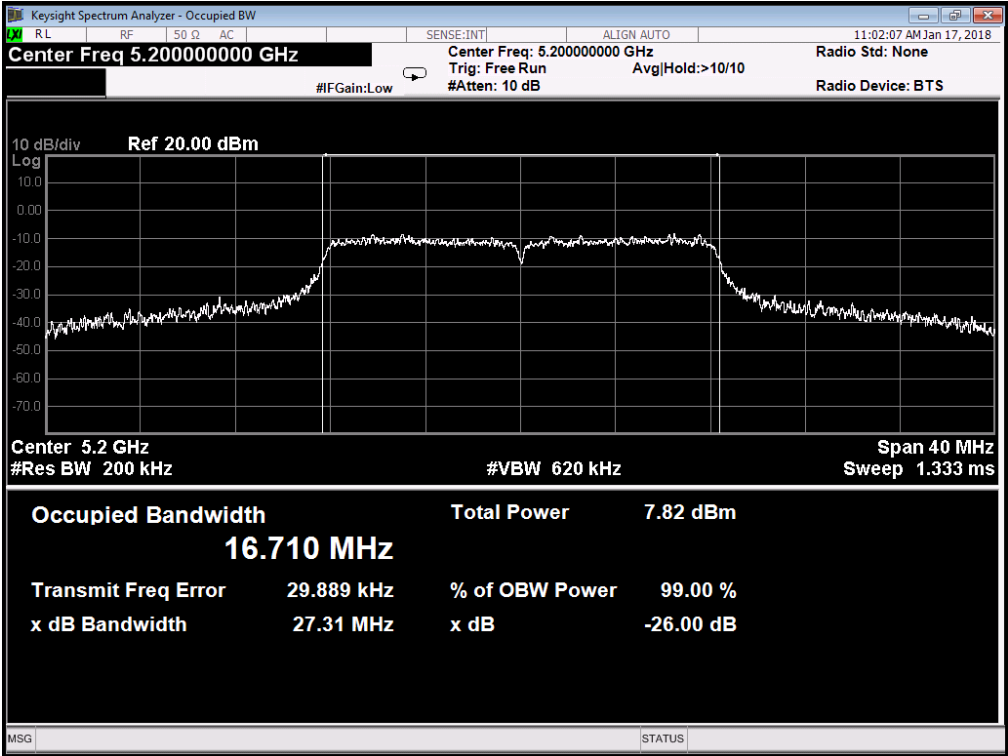 Keysight Spectrum Analyzer - Occupied BW
LXI RL RF 50 Ω AC SENSE:INT ALIGN AUTO 11:02:07 AM Jan 17, 2018
Center Freq 5.200000000 GHz Center Freq: 5.200000000 GHz Radio Std: None
Trig: Free Run Avg|Hold:>10/10
#IFGain:Low #Atten: 10 dB Radio Device: BTS
10 dB/div Ref 20.00 dBm
Log
10.0
0.00
-10.0
-20.0
-30.0
-40.0
-50.0
-60.0
-70.0
Center 5.2 GHz Span 40 MHz
#Res BW 200 kHz #VBW 620 kHz Sweep 1.333 ms
Occupied Bandwidth Total Power 7.82 dBm
16.710 MHz
Transmit Freq Error 29.889 kHz % of OBW Power 99.00 %
x dB Bandwidth 27.31 MHz x dB -26.00 dB
MSG STATUS